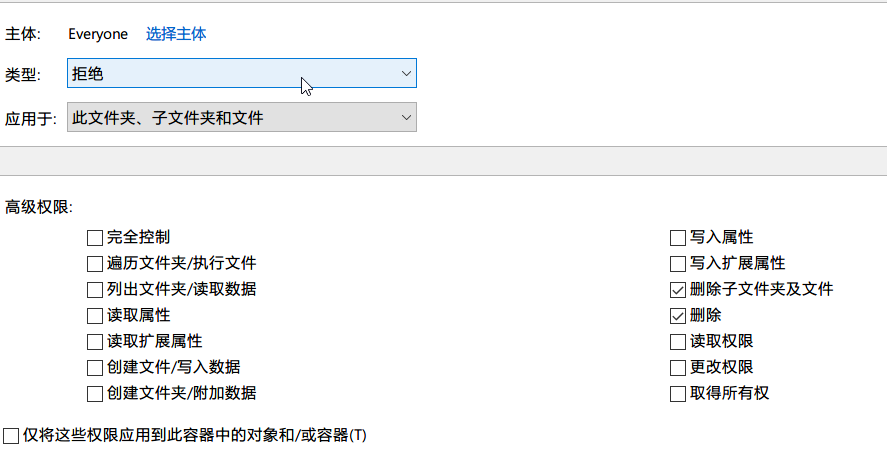 主体: Everyone 选择主体
类型: 拒绝
应用于: 此文件夹、子文件夹和文件
高级权限:
完全控制
遍历文件夹/执行文件
列出文件夹/读取数据
读取属性
读取扩展属性
创建文件/写入数据
创建文件夹/附加数据
写入属性
写入扩展属性
删除子文件夹及文件
删除
读取权限
更改权限
取得所有权
仅将这些权限应用到此容器中的对象和/或容器(T)